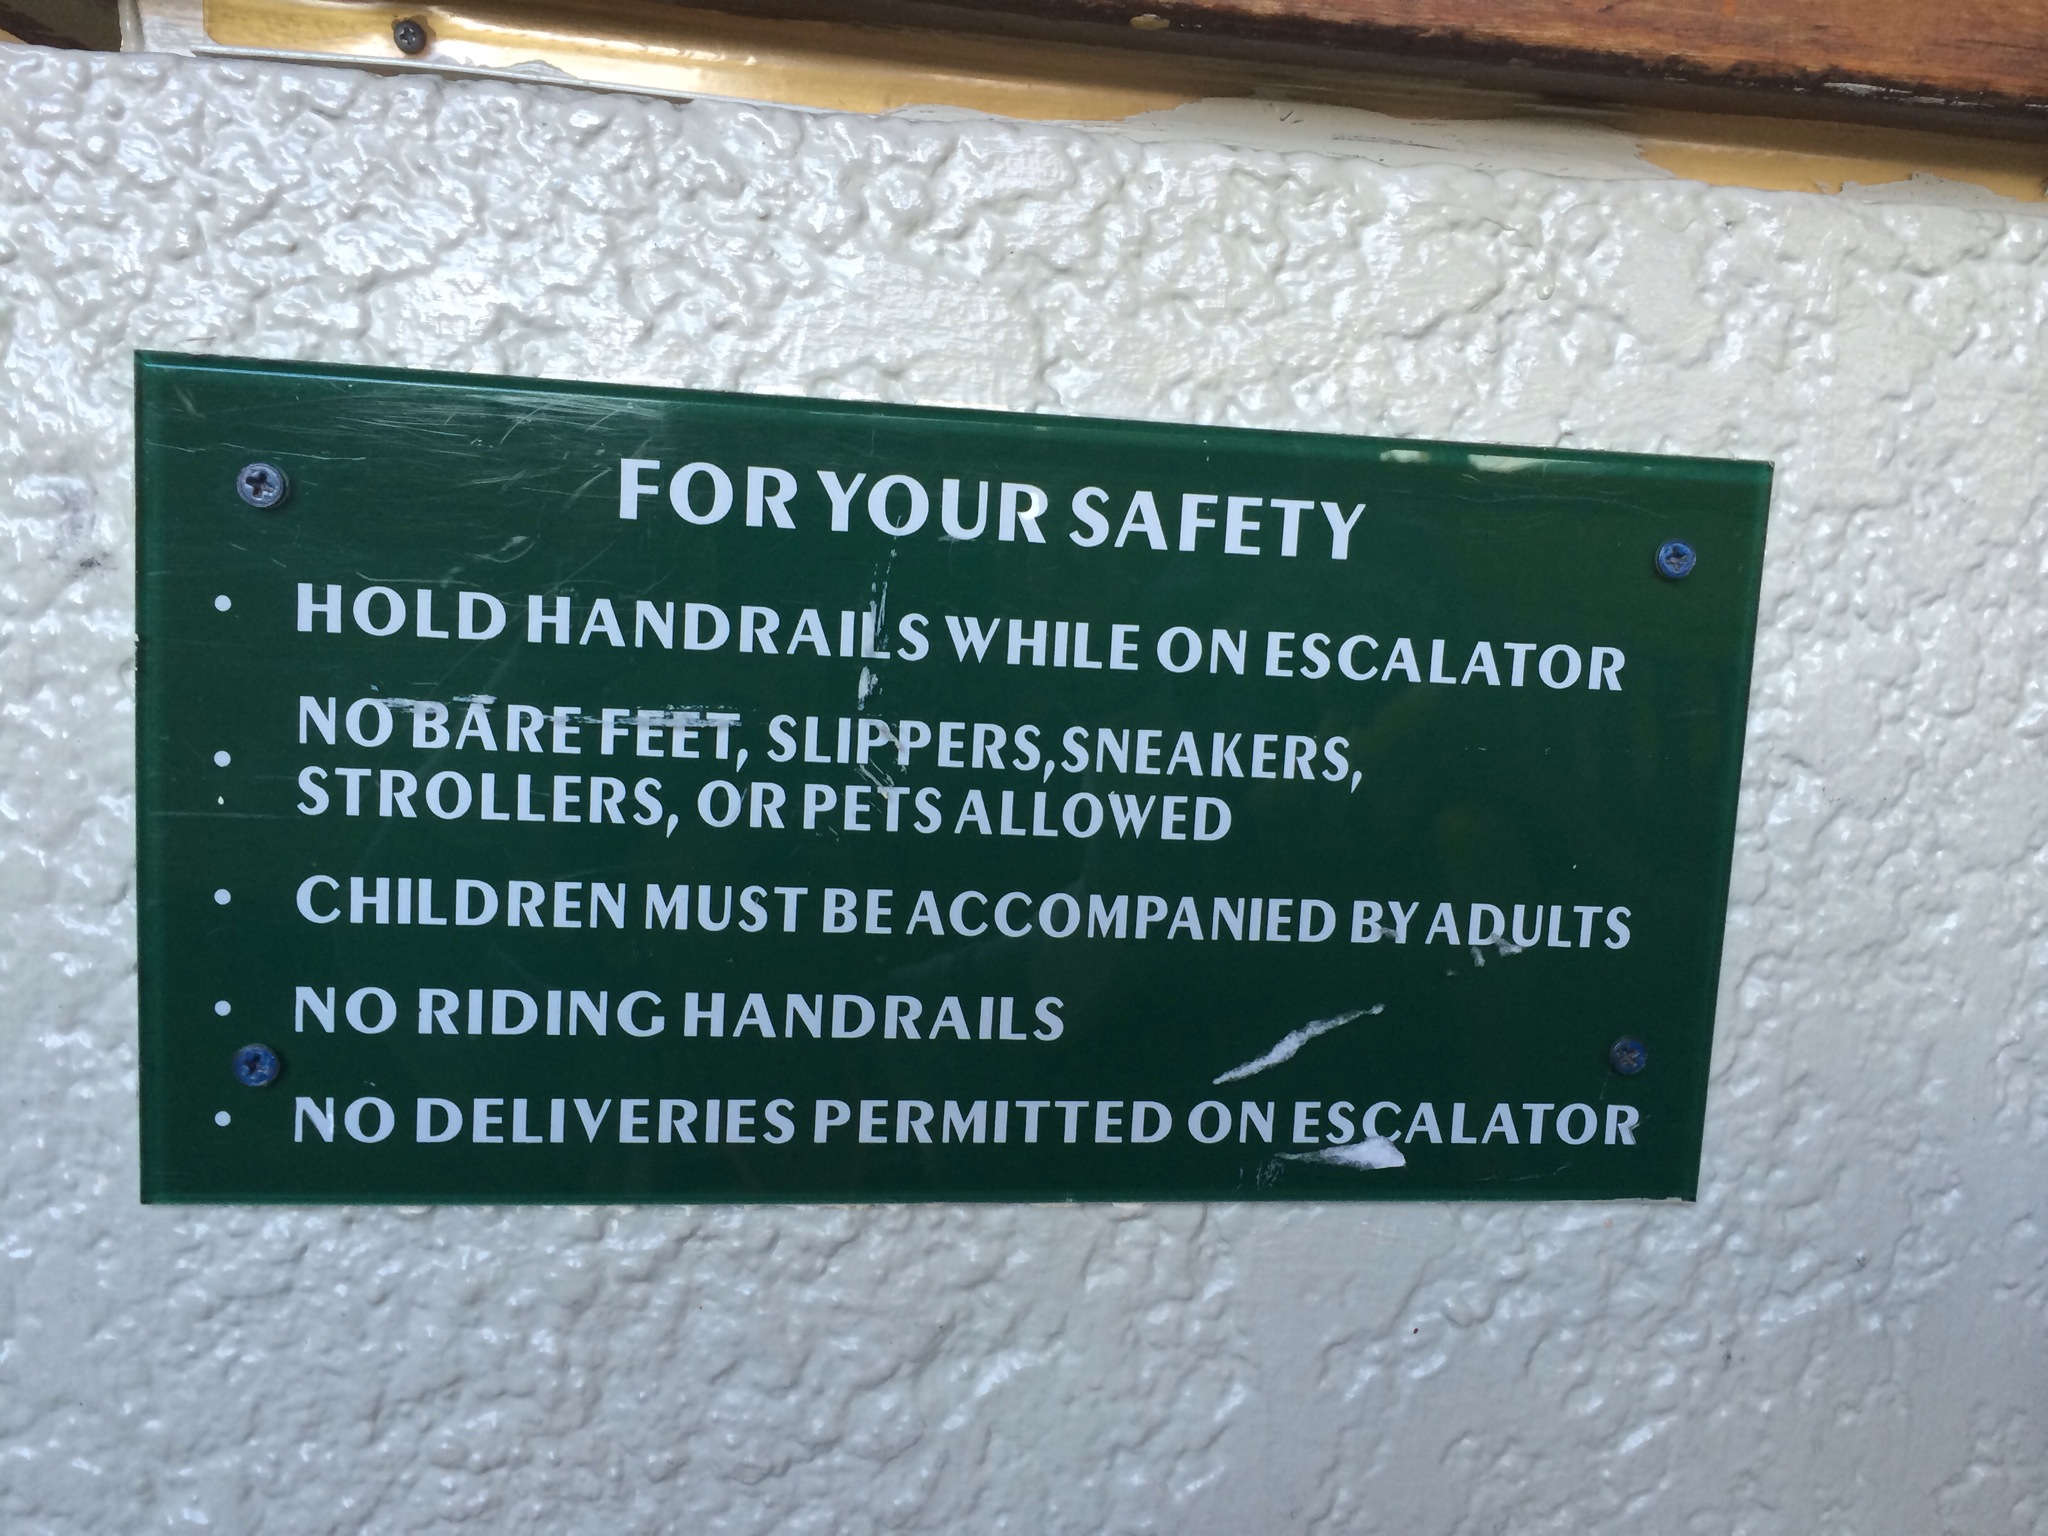 FOR YOUR SAFETY
• HOLD HANDRAILS WHILE ON ESCALATOR
• NO BARE FEET, SLIPPERS, SNEAKERS,
STROLLERS, OR PETS ALLOWED
• CHILDREN MUST BE ACCOMPANIED BY ADULTS
• NO RIDING HANDRAILS
• NO DELIVERIES PERMITTED ON ESCALATOR